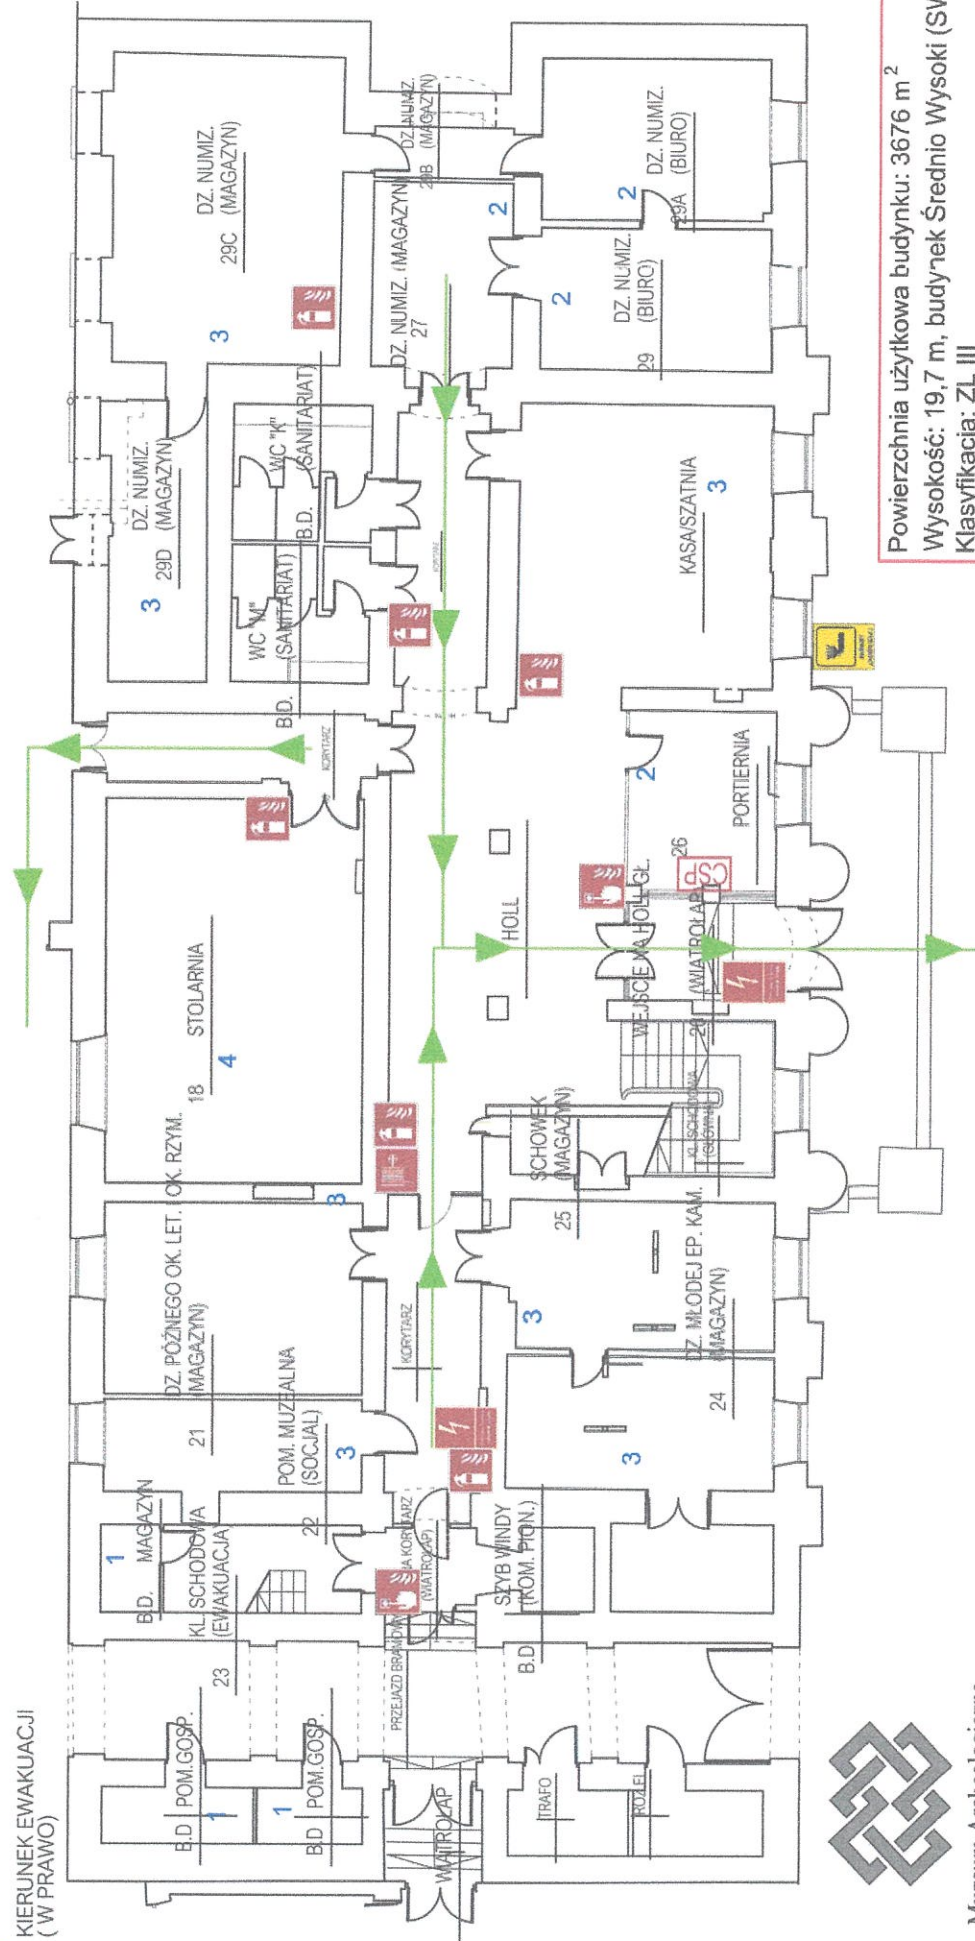 KIERUNEK EWAKUACJI
( W PRAWO)
B.D POM.GOSP.
1
B.D POM.GOSP.
1
WIATROŁAP
TRAFO
ROZ.EL
PRZEJAZD BRAMOWY
23
KL.SCHODOWA
(EWAKUACJA)
B.D. MAGAZYN
1
22
POM. MUZEALNA
(SOCJAL)
3
NA KORYTARZ
(WIATROŁAP)
B.D
SZYB WINDY
(KOM. PION.)
21
DZ. PÓŹNEGO OK. LET. I OK. RZYM.
(MAGAZYN)
3
KORYTARZ
3
24
DZ. MŁODEJ EP. KAM.
(MAGAZYN)
3
25
SCHOWEK
(MAGAZYN)
KL.SCHODOWA
(GŁÓWNA)
18 STOLARNIA
4
HOLL
WEJŚCIE NA HOL GŁ.
(WIATROŁAP)
26
CSP
PORTIERNIA
2
KORYTARZ
B.D.
WC "M"
(SANITARIAT)
B.D.
WC "K"
(SANITARIAT)
KORYTARZ
KASA/SZATNIA
3
29D
DZ. NUMIZ.
(MAGAZYN)
3
29C
DZ. NUMIZ.
(MAGAZYN)
3
DZ. NUMIZ. (MAGAZYN)
27
2
29B
DZ. NUMIZ.
(MAGAZYN)
29
DZ. NUMIZ.
(BIURO)
2
29A
DZ. NUMIZ.
(BIURO)
2
Powierzchnia użytkowa budynku: 3676 m²
Wysokość: 19,7 m, budynek Średnio Wysoki (SW
Klasyfikacja: ZL III
Muzeum Archeologiczne